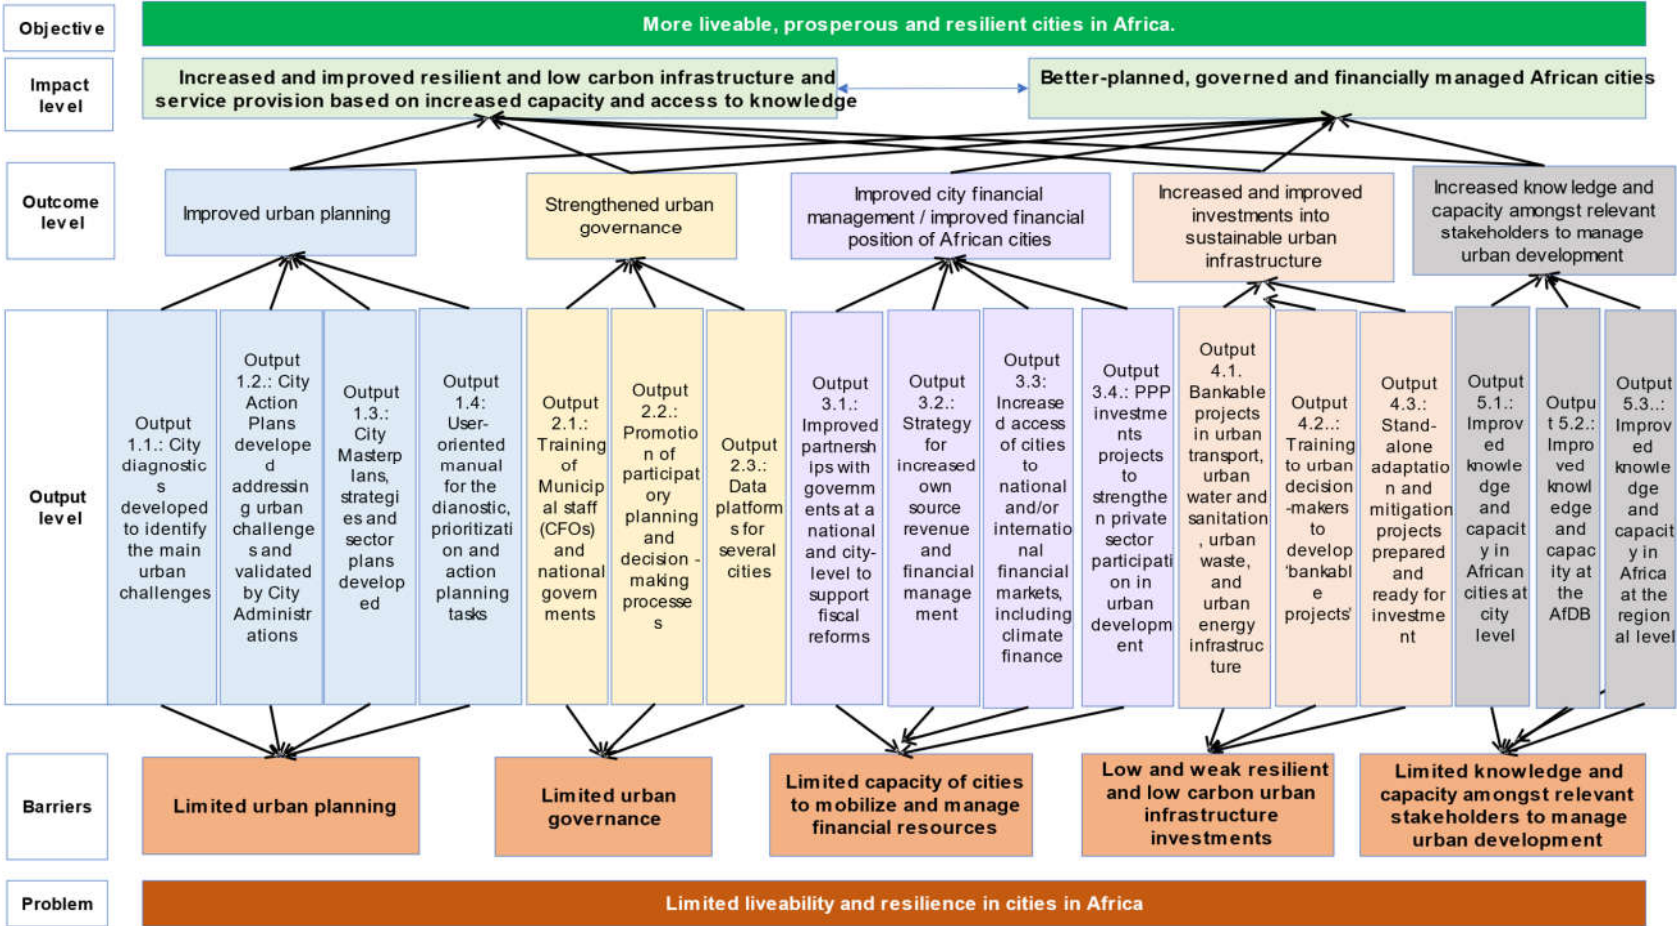 Objective
More liveable, prosperous and resilient cities in Africa.
Impact
level
Increased and improved resilient and low carbon infrastructure and
service provision based on increased capacity and access to knowledge
Better-planned, governed and financially managed African cities
Outcome
level
Improved urban planning
Strengthened urban
governance
Improved city financial
management / improved financial
position of African cities
Increased and improved
investments into
sustainable urban
infrastructure
Increased knowledge and
capacity amongst relevant
stakeholders to manage
urban development
Output
level
Output
1.1.: City
diagnostic
s
developed
to identify
the main
urban
challenges
Output
1.2.: City
Action
Plans
develope
d
addressin
g urban
challenge
s and
validated
by City
Administr
ations
Output
1.3.:
City
Masterp
lans,
strategi
es and
sector
plans
develop
ed
Output
1.4:
User-
oriented
manual
for the
dianostic,
prioritizati
on and
action
planning
tasks
Output
2.1.:
Training
of
Municip
al staff
(CFOs)
and
national
govern
ments
Output
2.2.:
Promotio
n of
participat
ory
planning
and
decision -
making
processe
s
Output
2.3.:
Data
platform
s for
several
cities
Output
3.1.:
Improved
partnersh
ips with
governm
ents at a
national
and city-
level to
support
fiscal
reforms
Output
3.2.:
Strategy
for
increased
own
source
revenue
and
financial
manage
ment
Output
3.3:
Increase
d access
of cities
to
national
and/or
internatio
nal
financial
markets,
including
climate
finance
Output
3.4.: PPP
investme
nts
projects
to
strengthe
n private
sector
participati
on in
urban
developm
ent
Output
4.1.
Bankable
projects
in urban
transport,
urban
water and
sanitation
, urban
waste,
and
urban
energy
infrastruc
ture
Output
4.2..:
Training
to urban
decision
-makers
to
develop
‘bankabl
e
projects’
Output
4.3.:
Stand-
alone
adaptatio
n and
mitigation
projects
prepared
and
ready for
investme
nt
Output
5.1.:
Improv
ed
knowle
dge
and
capacit
y in
African
cities at
city
level
Outpu
t 5.2.:
Impro
ved
knowl
edge
and
capac
ity at
the
AfDB
Output
5.3..:
Improv
ed
knowle
dge
and
capacit
y in
Africa
at the
region
al level
Barriers
Limited urban planning
Limited urban
governance
Limited capacity of cities
to mobilize and manage
financial resources
Low and weak resilient
and low carbon urban
infrastructure
investments
Limited knowledge and
capacity amongst relevant
stakeholders to manage
urban development
Problem
Limited liveability and resilience in cities in Africa